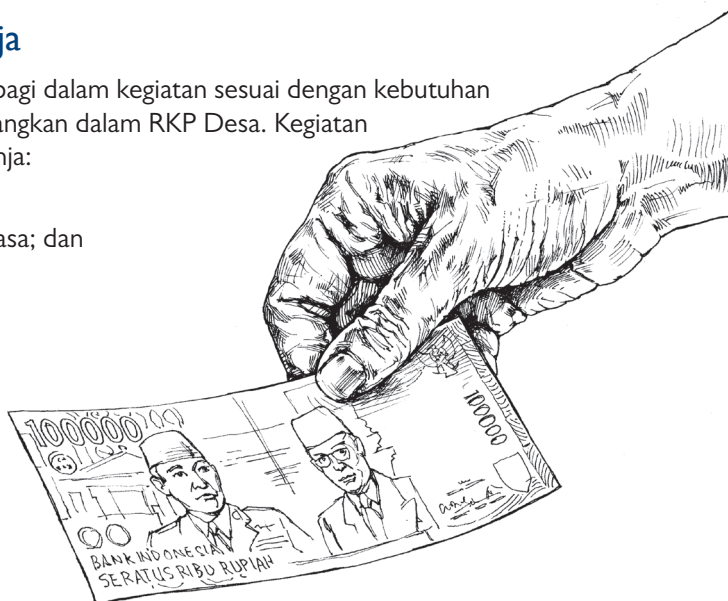 ja
bagi dalam kegiatan sesuai dengan kebutuhan
angkan dalam RKP Desa. Kegiatan
nja:
asa; dan
100000
100000
BANK INDONESIA
SERATUS RIBU RUPIAH